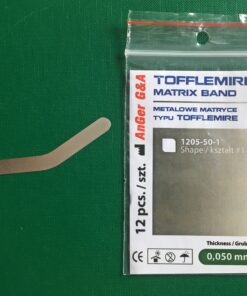 TOFFLEMIRE
MATRIX BAND
METALOWE MATRYCE
TYPU TOFFLEMIRE
AnGer G&A
12 pcs./szt.
1205-50-1
Shape / kształt #1
Thickness / Grub
0,050 mm